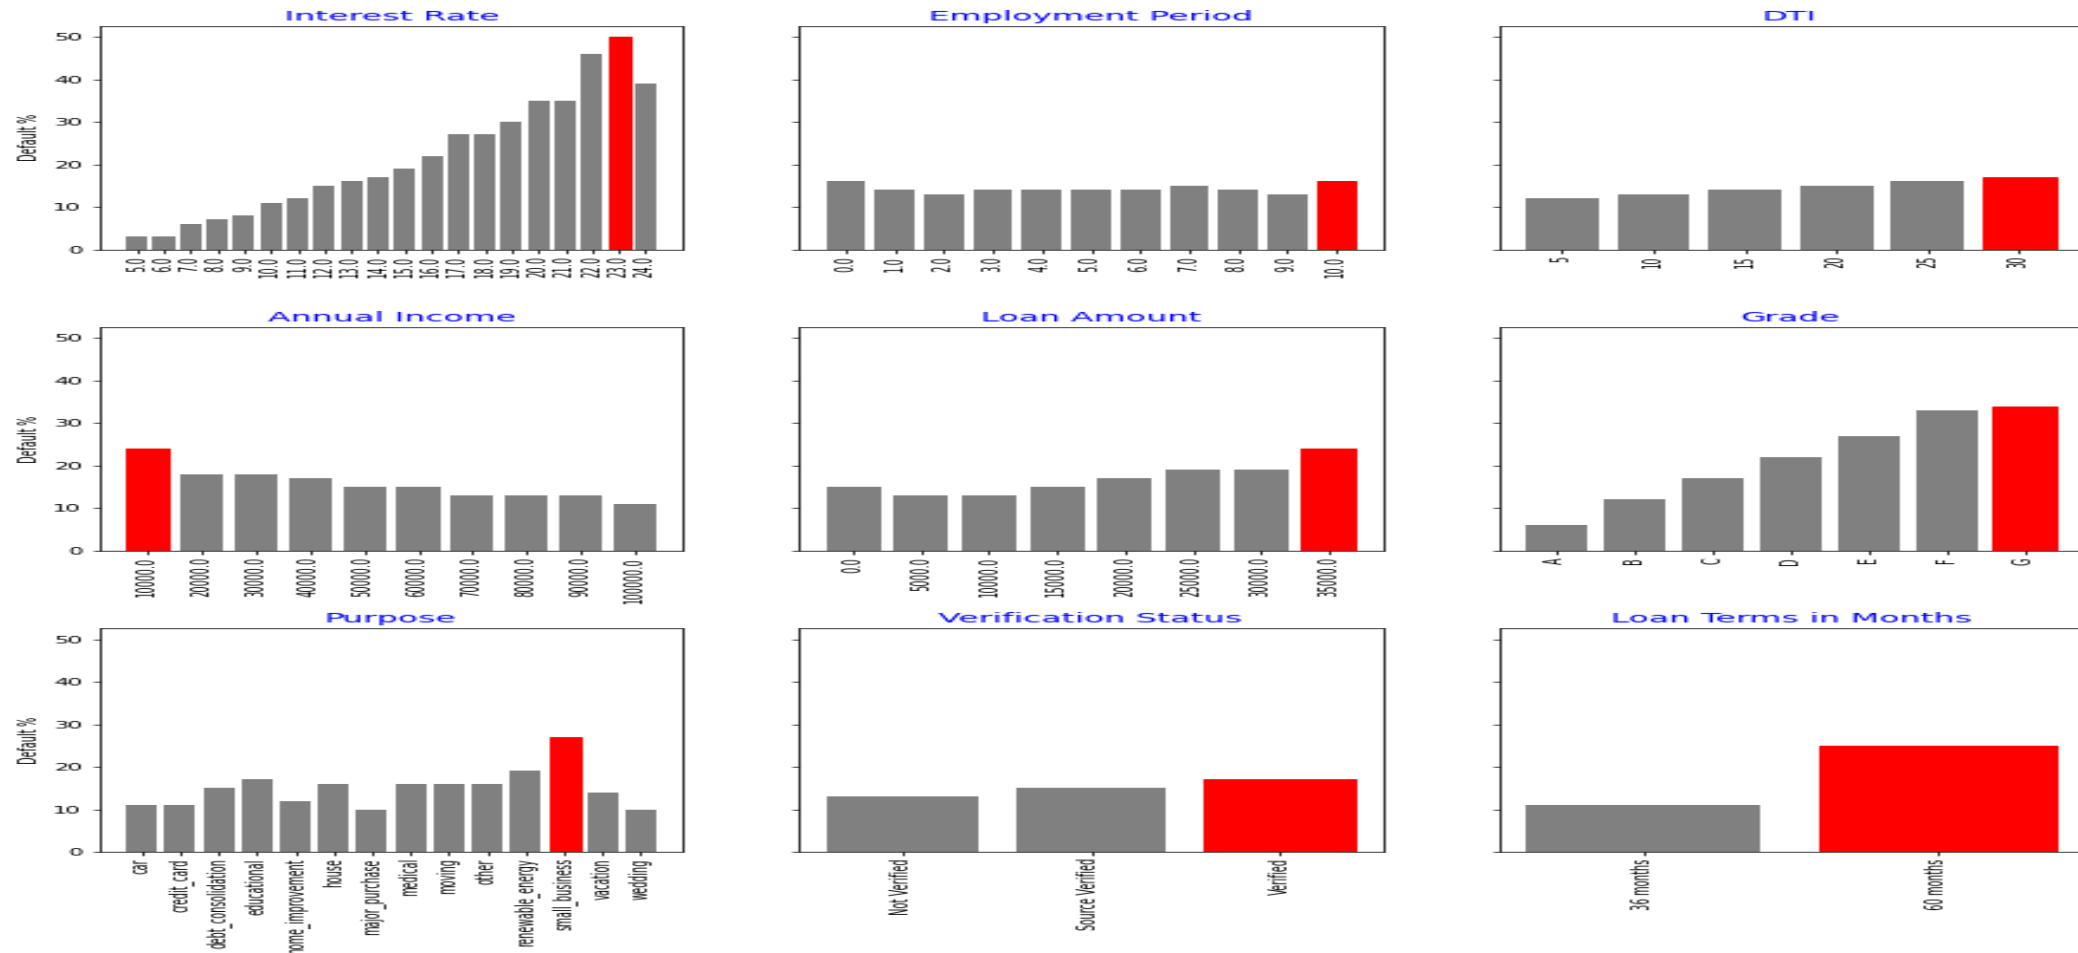 Interest Rate
Employment Period
DTI
Default %
50
40
30
20
10
0
5.0 6.0 7.0 8.0 9.0 10.0 11.0 12.0 13.0 14.0 15.0 16.0 17.0 18.0 19.0 20.0 21.0 22.0 23.0 24.0
0.0 1.0 2.0 3.0 4.0 5.0 6.0 7.0 8.0 9.0 10.0
5 10 15 20 25 30
Annual Income
Loan Amount
Grade
Default %
50
40
30
20
10
0
10000.0 20000.0 30000.0 40000.0 50000.0 60000.0 70000.0 80000.0 90000.0 100000.0
0.0 5000.0 10000.0 15000.0 20000.0 25000.0 30000.0 35000.0
A B C D E F G
Purpose
Verification Status
Loan Terms in Months
Default %
50
40
30
20
10
0
car credit_card debt_consolidation educational ome_improvement house major_purchase medical moving other renewable_energy small_business vacation wedding
Not Verified Source Verified Verified
36 months 60 months